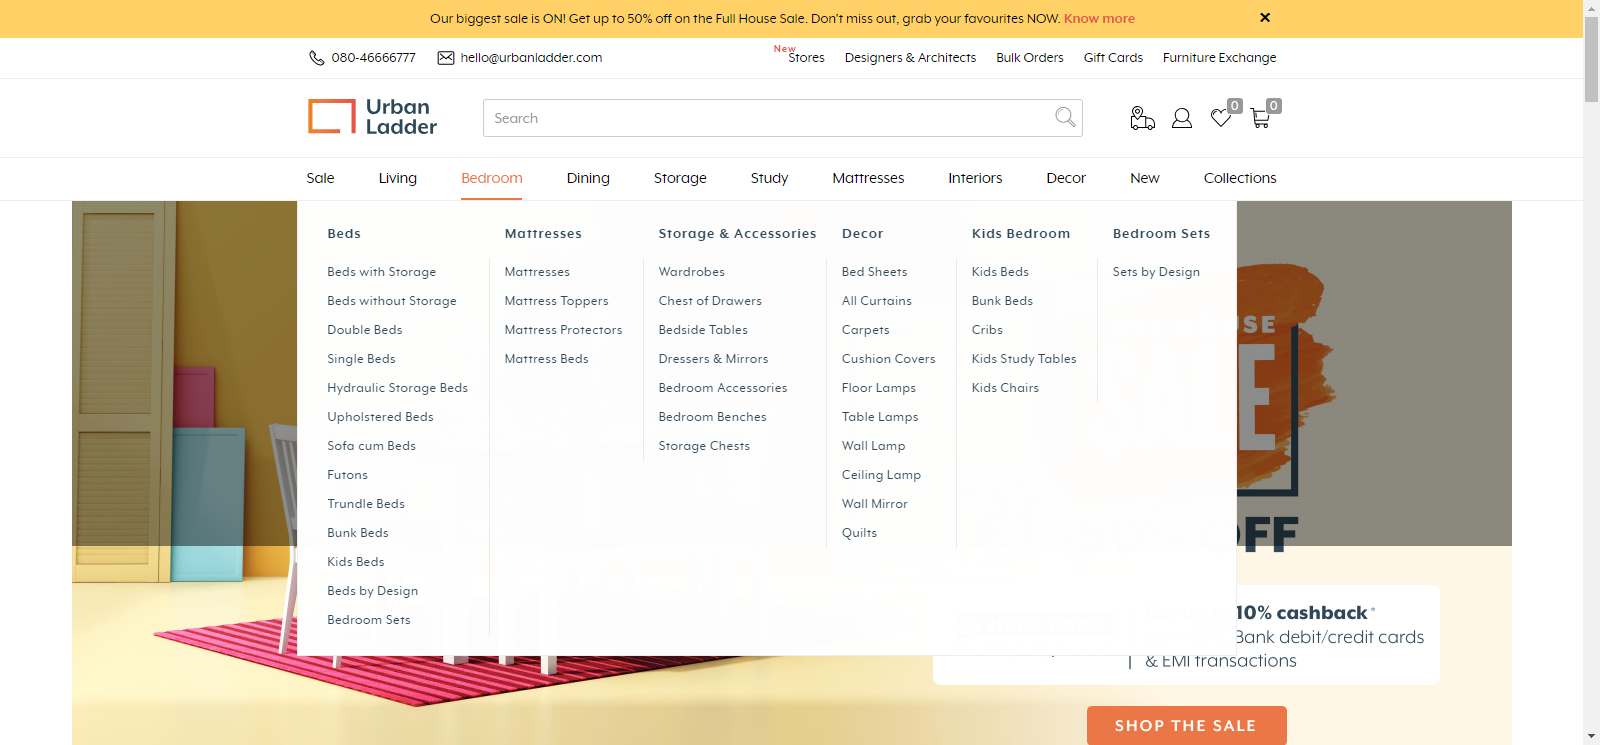 Our biggest sale is ON! Get up to 50% off on the Full House Sale. Don't miss out, grab your favourites NOW. Know more
080-46666777 hello@urbanladder.com New Stores Designers & Architects Bulk Orders Gift Cards Furniture Exchange
Urban
Ladder
Search
0
0
Sale Living Bedroom Dining Storage Study Mattresses Interiors Decor New Collections
Beds
Beds with Storage
Beds without Storage
Double Beds
Single Beds
Hydraulic Storage Beds
Upholstered Beds
Sofa cum Beds
Futons
Trundle Beds
Bunk Beds
Kids Beds
Beds by Design
Bedroom Sets
Mattresses
Mattresses
Mattress Toppers
Mattress Protectors
Mattress Beds
Storage & Accessories
Wardrobes
Chest of Drawers
Bedside Tables
Dressers & Mirrors
Bedroom Accessories
Bedroom Benches
Storage Chests
Decor
Bed Sheets
All Curtains
Carpets
Cushion Covers
Floor Lamps
Table Lamps
Wall Lamp
Ceiling Lamp
Wall Mirror
Quilts
Kids Bedroom
Kids Beds
Bunk Beds
Cribs
Kids Study Tables
Kids Chairs
Bedroom Sets
Sets by Design
SALE
50% OFF
10% cashback*
Bank debit/credit cards
& EMI transactions
SHOP THE SALE